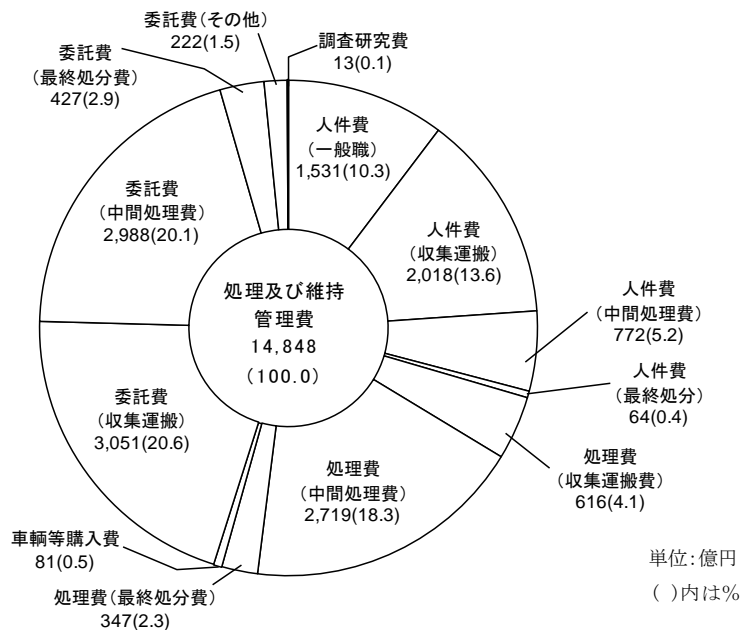 委託費(その他)
222(1.5)
調査研究費
13(0.1)
委託費
(最終処分費)
427(2.9)
人件費
(一般職)
1,531(10.3)
委託費
(中間処理費)
2,988(20.1)
人件費
(収集運搬)
2,018(13.6)
人件費
(中間処理費)
772(5.2)
処理及び維持
管理費
14,848
(100.0)
人件費
(最終処分)
64(0.4)
委託費
(収集運搬)
3,051(20.6)
処理費
(収集運搬費)
616(4.1)
処理費
(中間処理費)
2,719(18.3)
車輌等購入費
81(0.5)
処理費(最終処分費)
347(2.3)
単位:億円
( )内は%